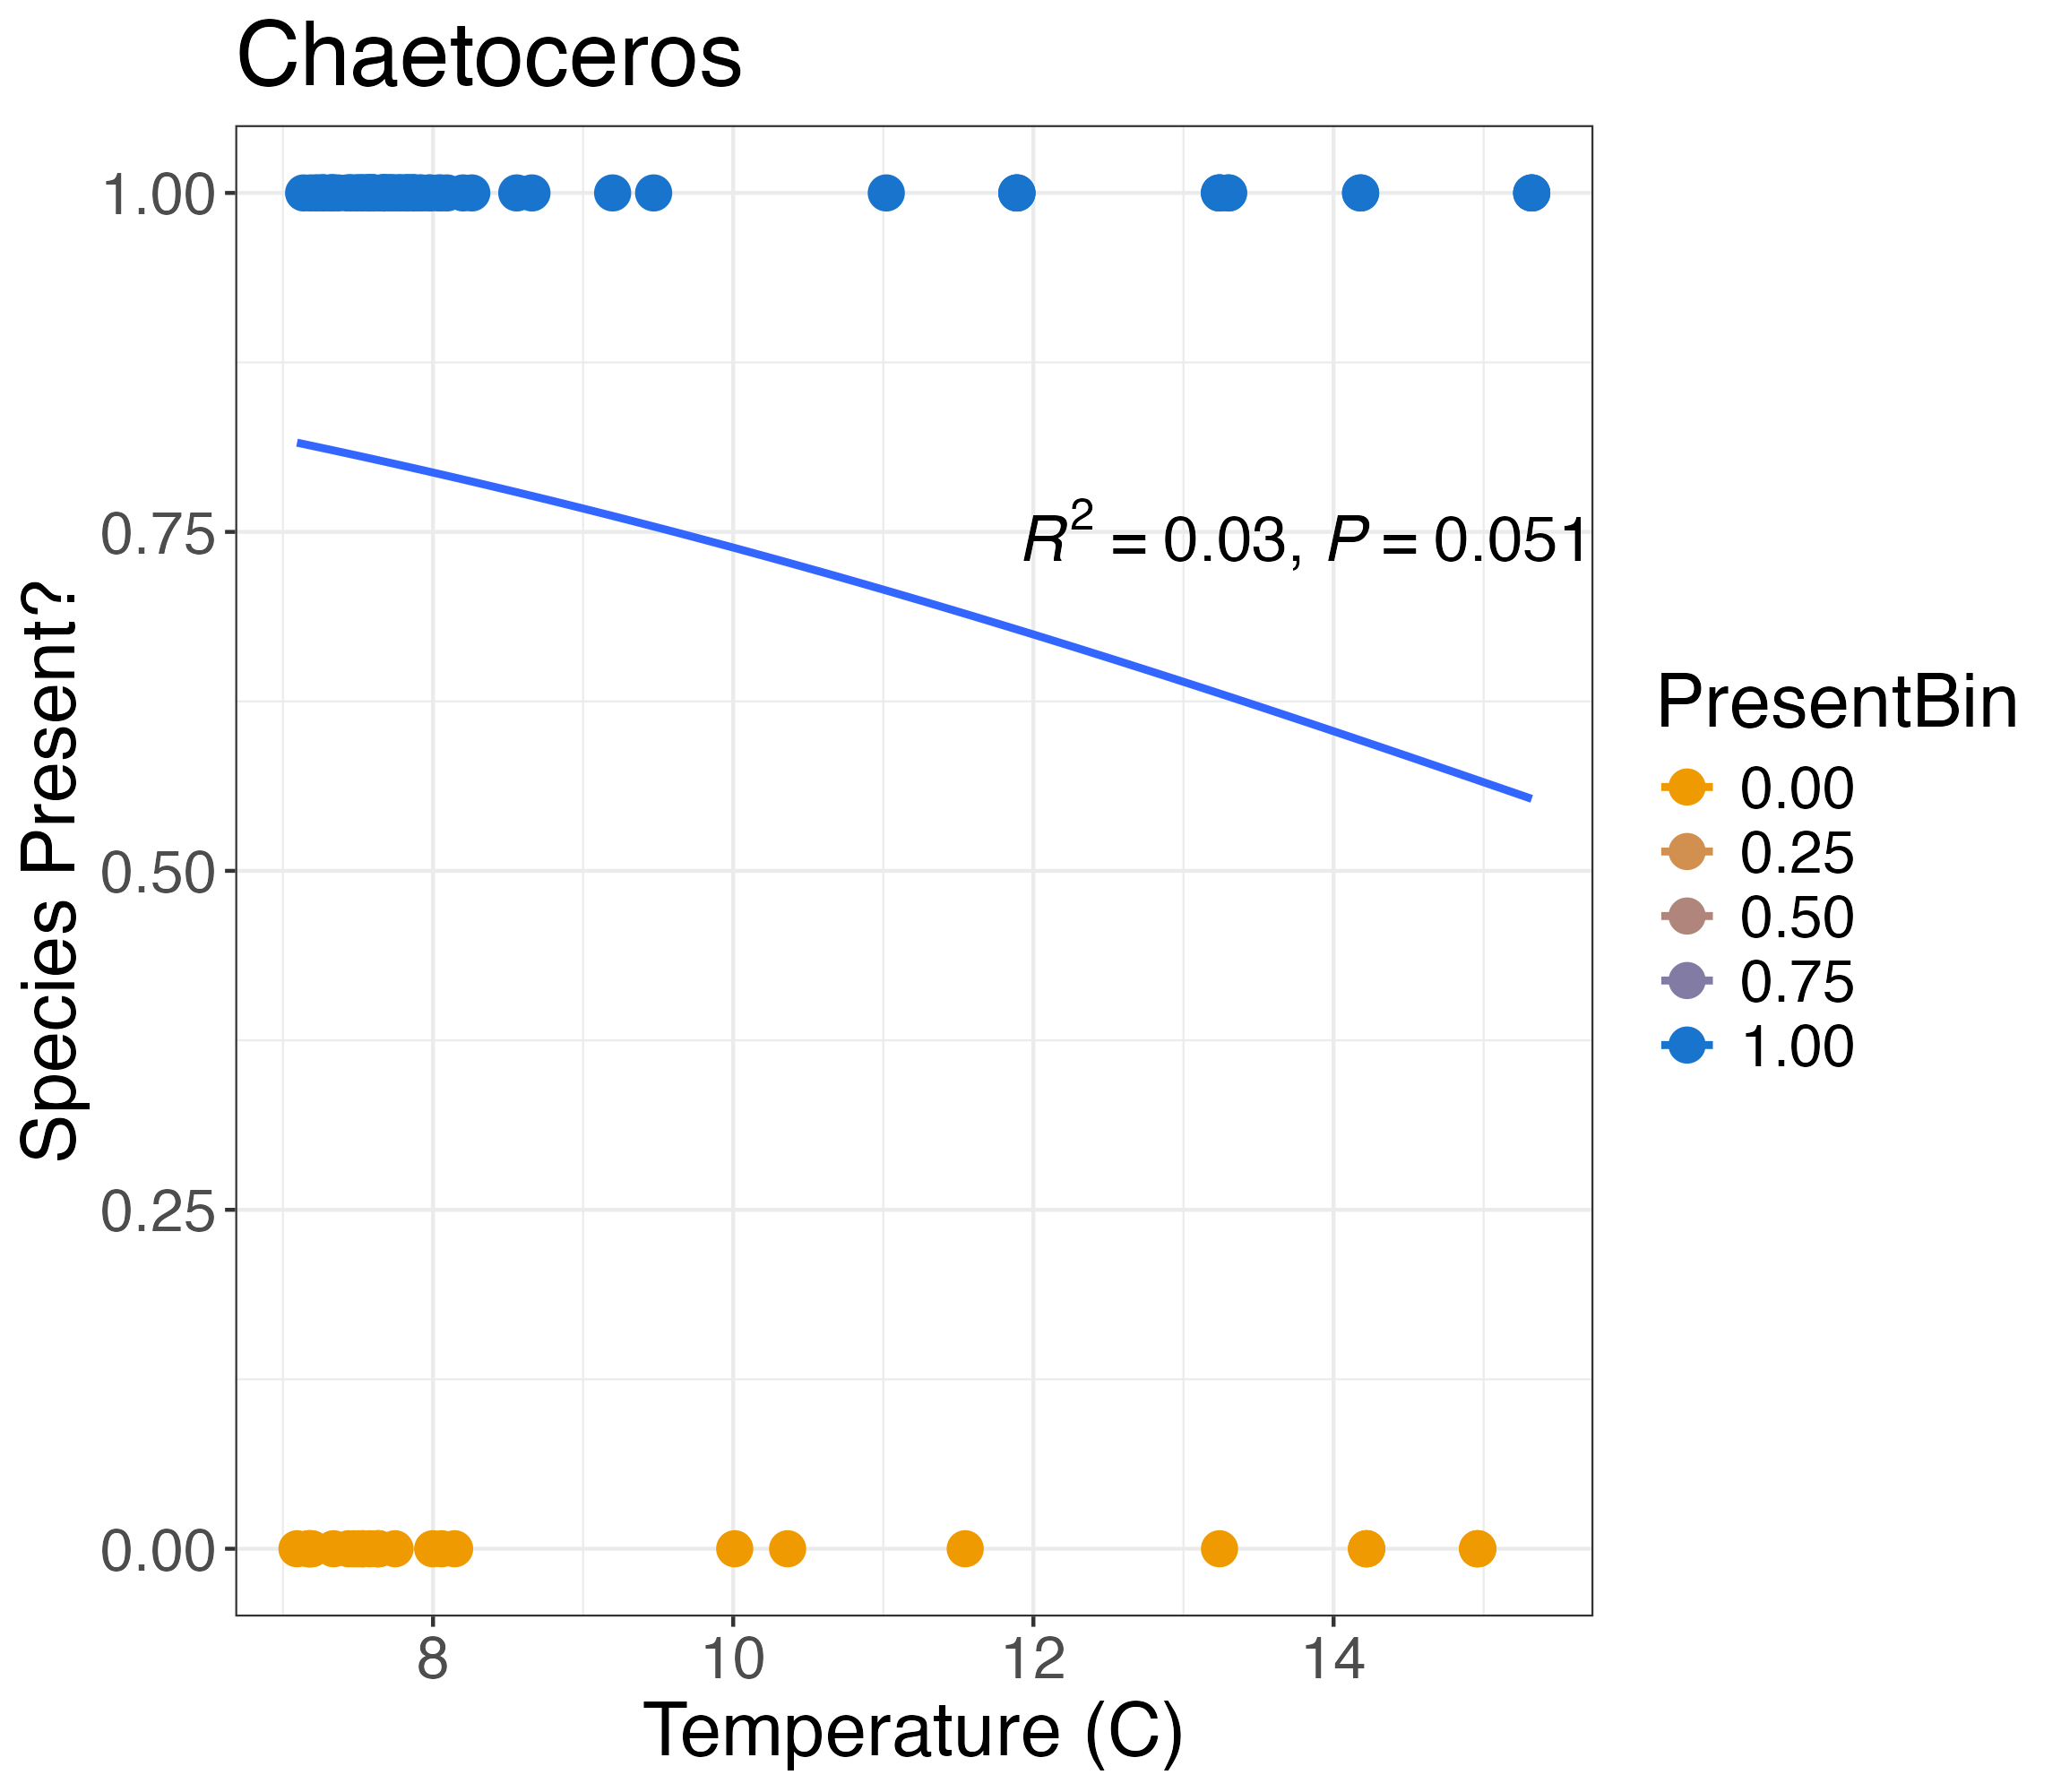 Chaetoceros
1.00
0.75
0.50
0.25
0.00
Species Present?
R² = 0.03, P = 0.051
8 10 12 14
Temperature (C)
PresentBin
0.00
0.25
0.50
0.75
1.00